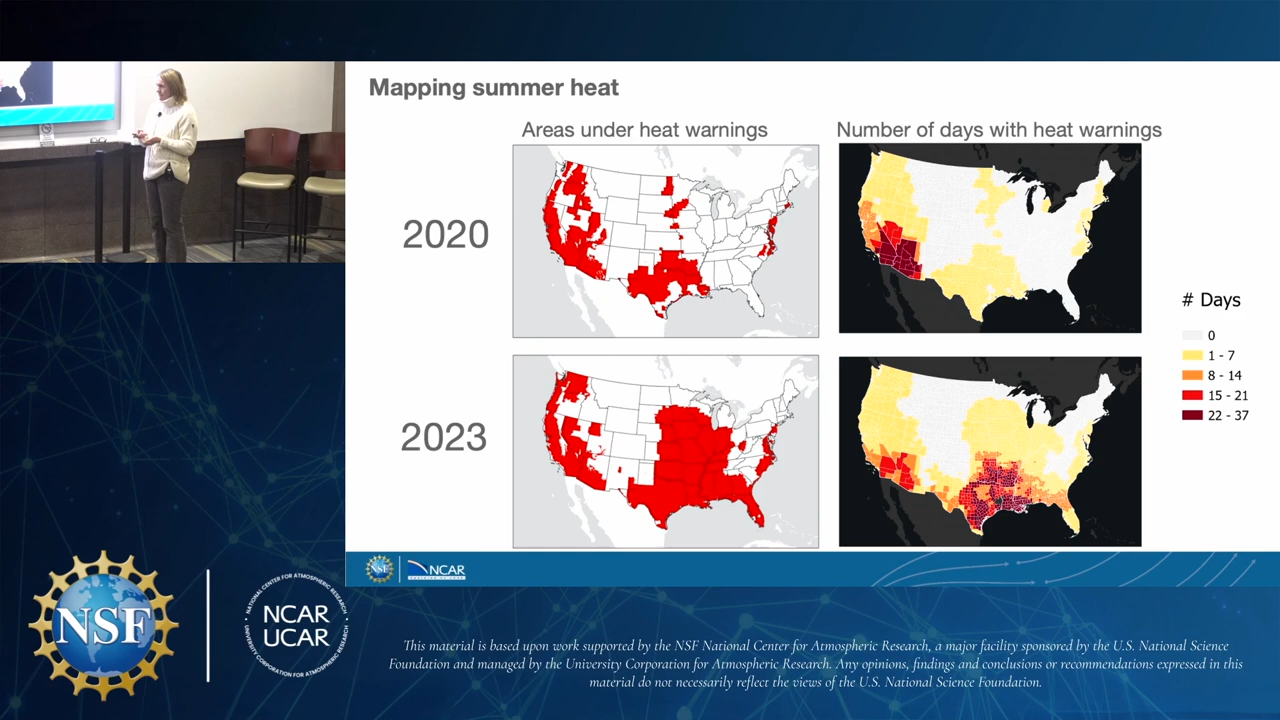 Mapping summer heat
Areas under heat warnings
Number of days with heat warnings
2020
2023
# Days
0
1 - 7
8 - 14
15 - 21
22 - 37
NSF
NCAR
NSF
NATIONAL CENTER FOR ATMOSPHERIC RESEARCH
NCAR
UCAR
UNIVERSITY CORPORATION FOR ATMOSPHERIC RESEARCH
This material is based upon work supported by the NSF National Center for Atmospheric Research, a major facility sponsored by the U.S. National Science
Foundation and managed by the University Corporation for Atmospheric Research. Any opinions, findings and conclusions or recommendations expressed in this
material do not necessarily reflect the views of the U.S. National Science Foundation.